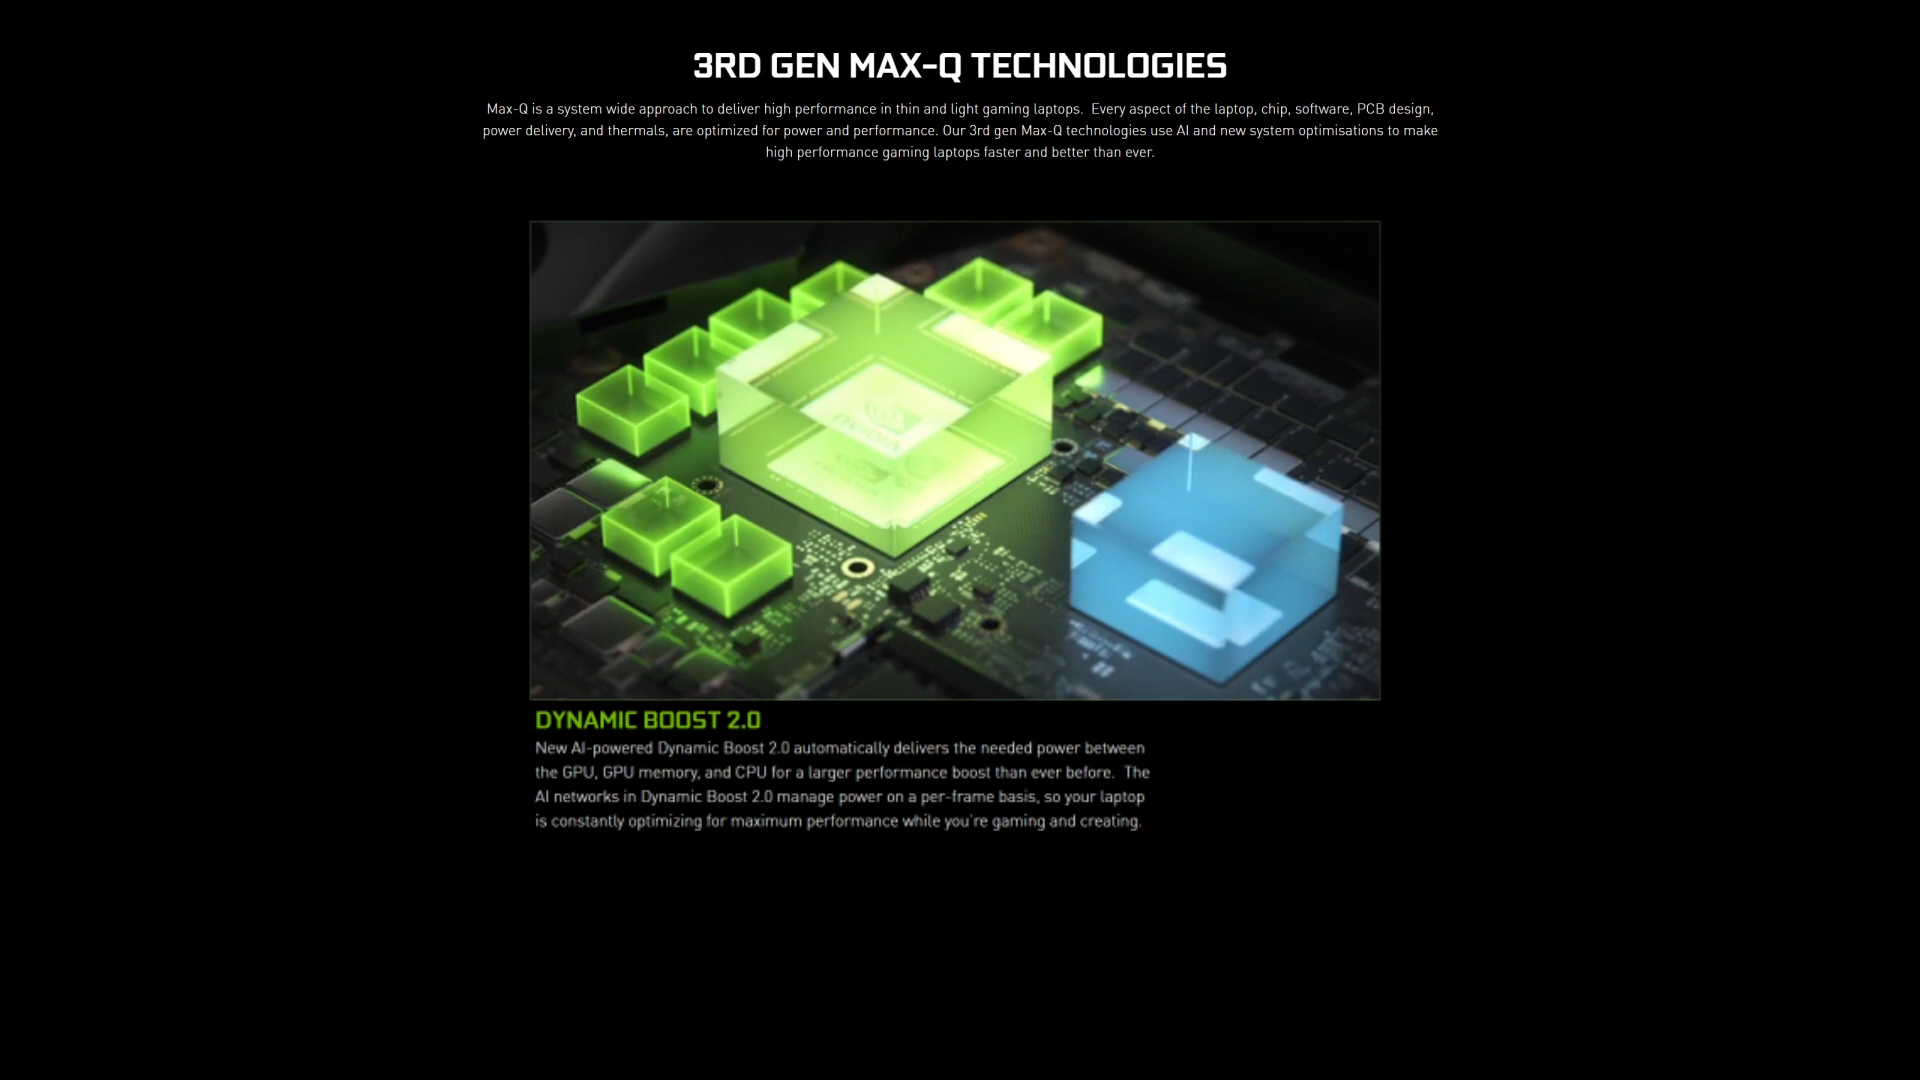 3RD GEN MAX-Q TECHNOLOGIES
Max-Q is a system wide approach to deliver high performance in thin and light gaming laptops.  Every aspect of the laptop, chip, software, PCB design,
power delivery, and thermals, are optimized for power and performance. Our 3rd gen Max-Q technologies use AI and new system optimisations to make
high performance gaming laptops faster and better than ever.
NVIDIA
DYNAMIC BOOST 2.0
New AI-powered Dynamic Boost 2.0 automatically delivers the needed power between
the GPU, GPU memory, and CPU for a larger performance boost than ever before.  The
AI networks in Dynamic Boost 2.0 manage power on a per-frame basis, so your laptop
is constantly optimizing for maximum performance while you're gaming and creating.